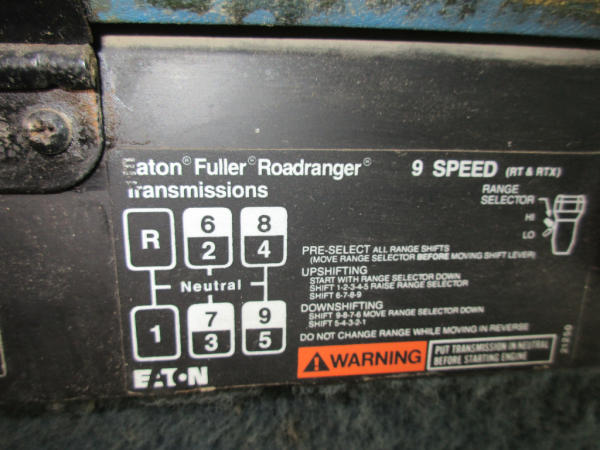 Eaton® Fuller® Roadranger®
Transmissions
9 SPEED (RT & RTX)
RANGE
SELECTOR
HI
LO
R 6 8
2 4
Neutral
1 7 9
3 5
PRE-SELECT ALL RANGE SHIFTS
(MOVE RANGE SELECTOR BEFORE MOVING SHIFT LEVER)
UPSHIFTING
START WITH RANGE SELECTOR DOWN
SHIFT 1-2-3-4-5 RAISE RANGE SELECTOR
SHIFT 6-7-8-9
DOWNSHIFTING
SHIFT 9-8-7-6 MOVE RANGE SELECTOR DOWN
SHIFT 5-4-3-2-1
DO NOT CHANGE RANGE WHILE MOVING IN REVERSE
WARNING
PUT TRANSMISSION IN NEUTRAL
BEFORE STARTING ENGINE
EATON
21250